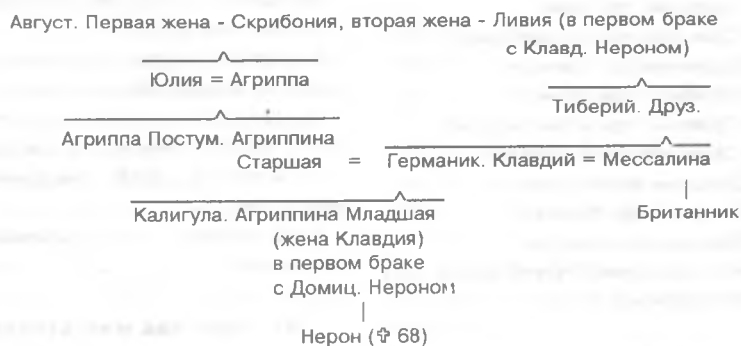 Август. Первая жена - Скрибония, вторая жена - Ливия (в первом браке
с Клавд. Нероном)
Юлия = Агриппа
Тиберий. Друз.
Агриппа Постум. Агриппина
Старшая = Германик. Клавдий = Мессалина
Калигула. Агриппина Младшая
Британник
(жена Клавдия)
в первом браке
с Домиц. Нероном
Нерон (✞ 68)